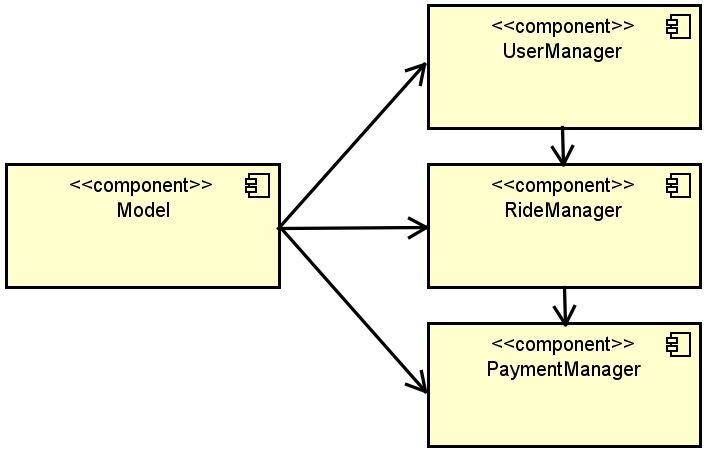 <<component>>
UserManager
<<component>>
Model
<<component>>
RideManager
<<component>>
PaymentManager